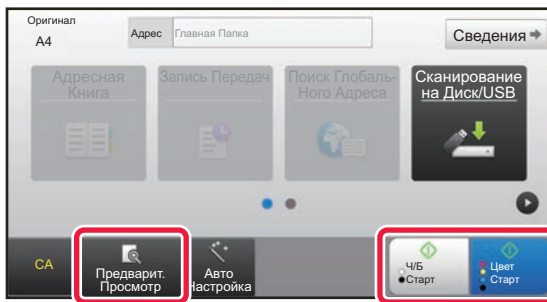 Оригинал
A4
Адрес
Главная Папка
Сведения
Адресная
Книга
Запись Передач
Поиск Глобаль-
Ного Адреса
Сканирование
на Диск/USB
CA
Предварит.
Просмотр
Авто
Настройка
Ч/Б
Старт
Цвет
Старт